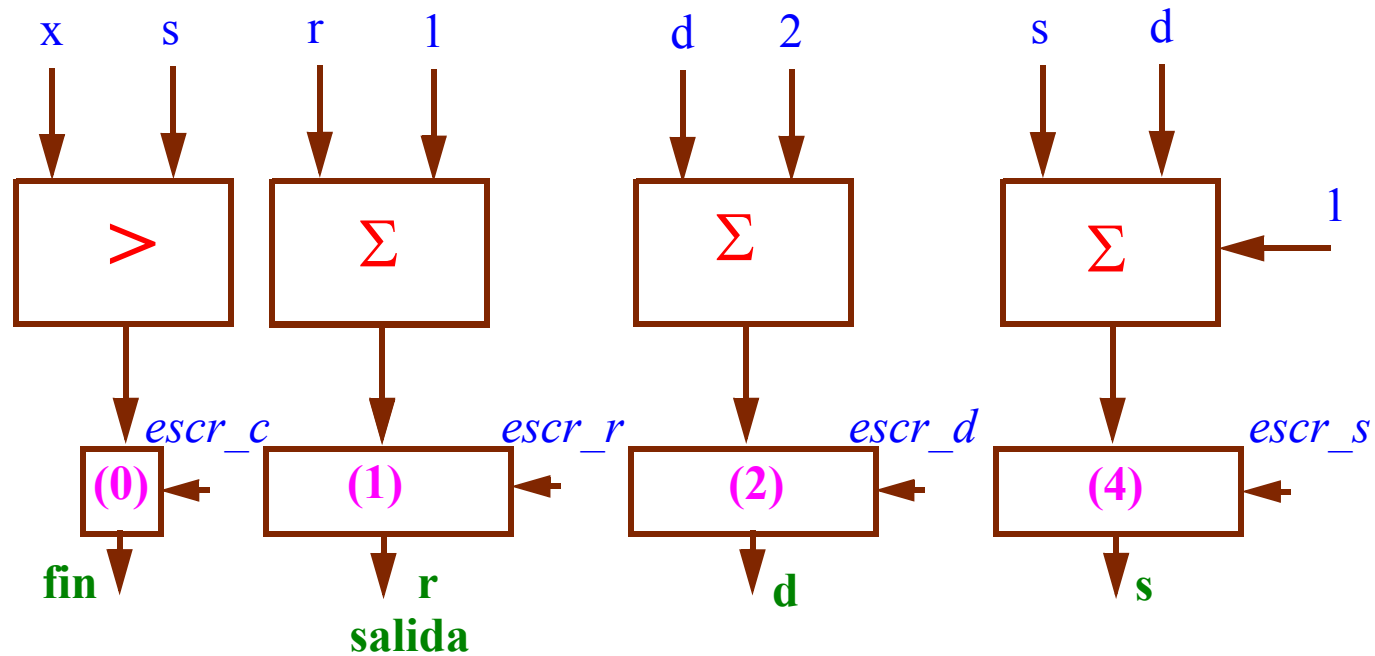 x s r 1 d 2 s d
1
> Σ Σ Σ
escr_c escr_r escr_d escr_s
(0) (1) (2) (4)
fin r d s
salida